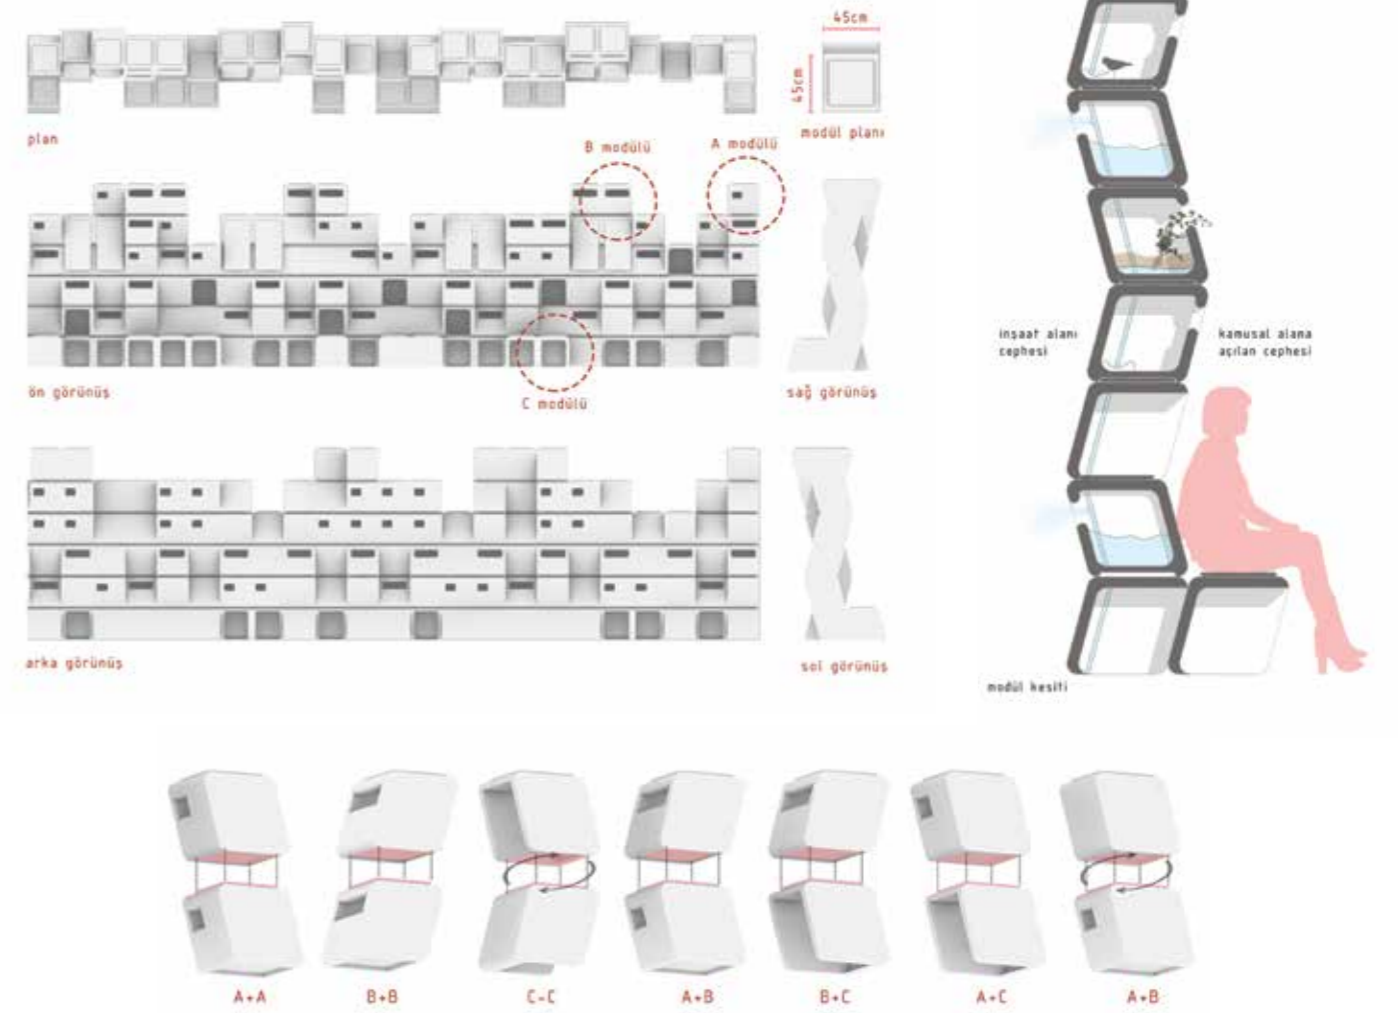 45cm
45cm
plan
modül planı
B modülü
A modülü
inşaat alanı
cephesi
kamusal alana
açılan cephesi
ön görünüş
C modülü
sağ görünüş
arka görünüş
sol görünüş
modül kesiti
A+A
B+B
C-C
A+B
B+C
A+C
A+B